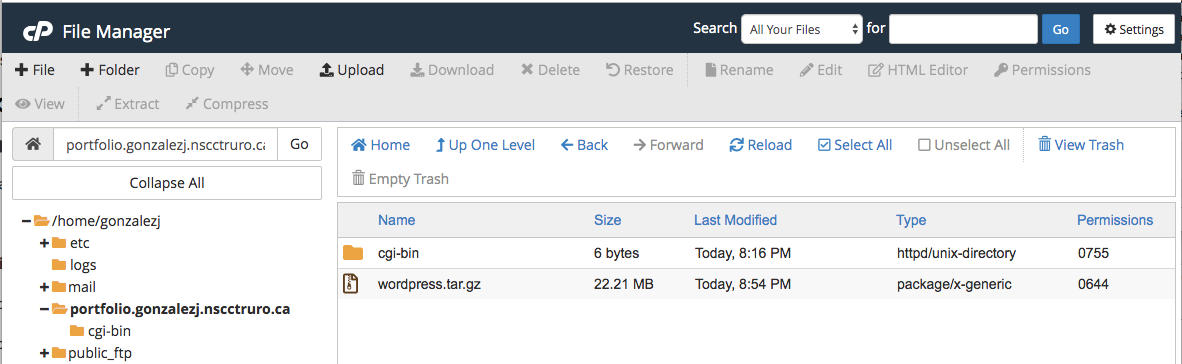 cP File Manager Search All Your Files for Go Settings
File Folder Copy Move Upload Download Delete Restore Rename Edit HTML Editor Permissions
View Extract Compress
portfolio.gonzalezj.nscctruro.ca Go
Collapse All
/home/gonzalezj
etc
logs
mail
portfolio.gonzalezj.nscctruro.ca
cgi-bin
public_ftp
Home Up One Level Back Forward Reload Select All Unselect All View Trash
Empty Trash
Name Size Last Modified Type Permissions
cgi-bin 6 bytes Today, 8:16 PM httpd/unix-directory 0755
wordpress.tar.gz 22.21 MB Today, 8:54 PM package/x-generic 0644